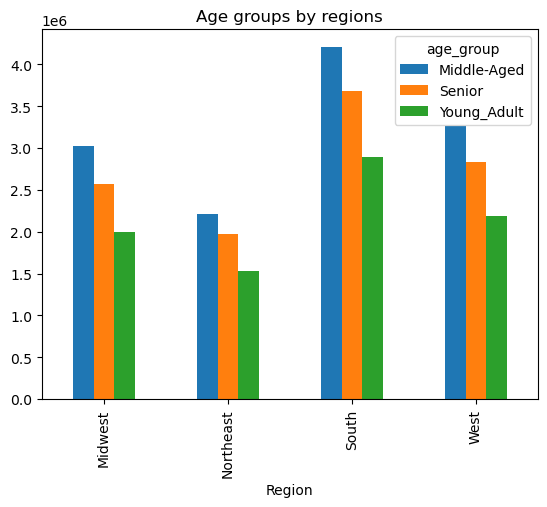 Age groups by regions
1e6
age_group
Middle-Aged
Senior
Young_Adult
4.0
3.5
3.0
2.5
2.0
1.5
1.0
0.5
0.0
Midwest
Northeast
South
West
Region